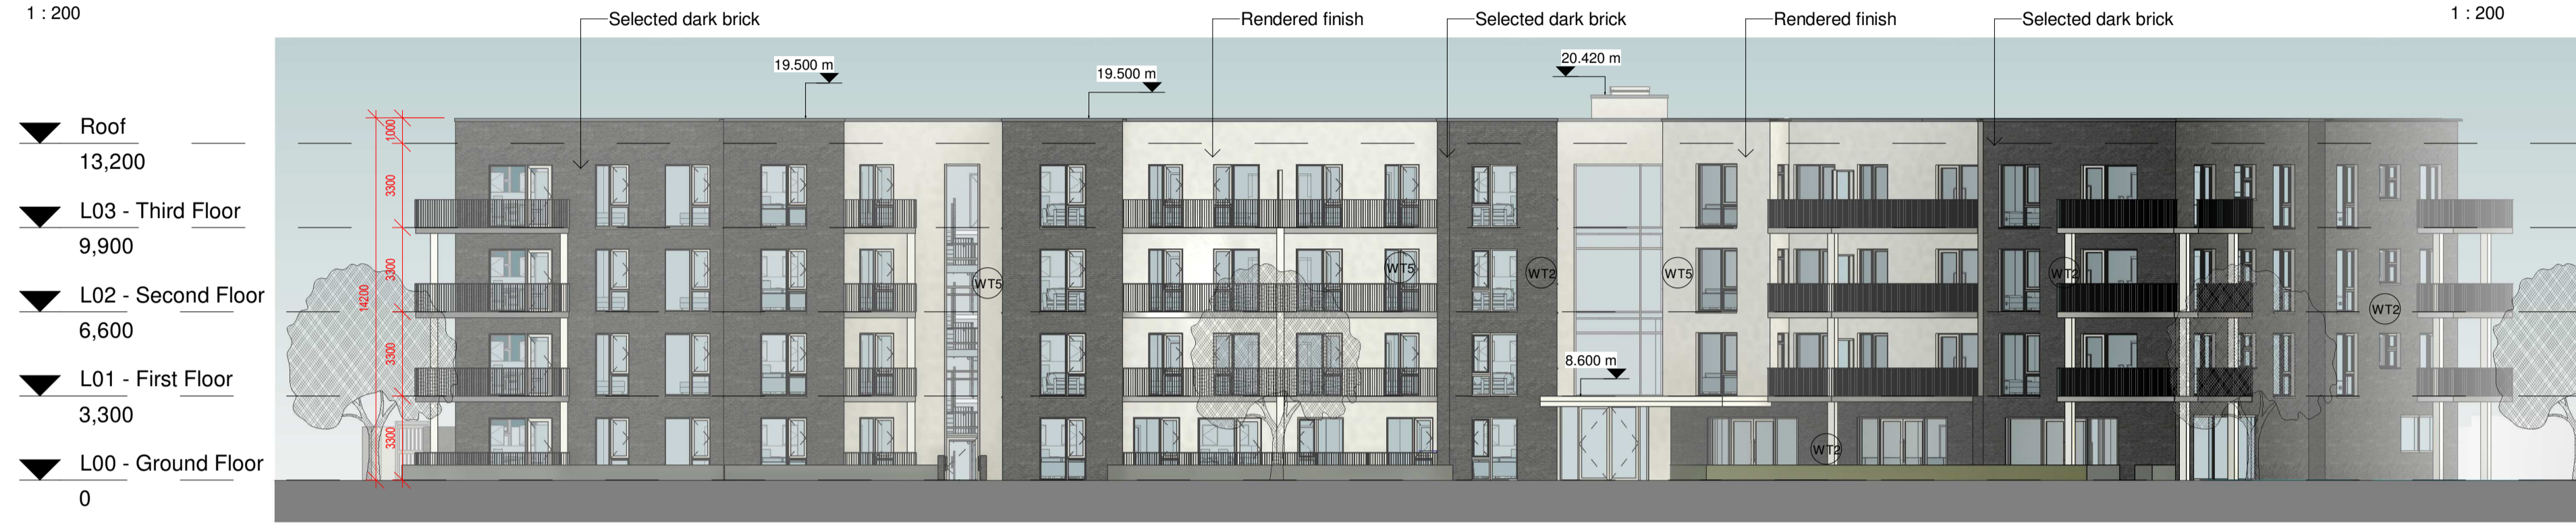 1 : 200
1 : 200
Selected dark brick
Rendered finish
Selected dark brick
Rendered finish
Selected dark brick
19.500 m
19.500 m
20.420 m
8.600 m
Roof
13,200
L03 - Third Floor
9,900
L02 - Second Floor
6,600
L01 - First Floor
3,300
L00 - Ground Floor
0
1000
3300
3300
3300
3300
14200
WT5
WT5
WT2
WT5
WT2
WT2
WT2